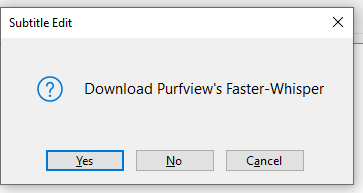 Subtitle Edit
Download Purfview's Faster-Whisper
Yes
No
Cancel